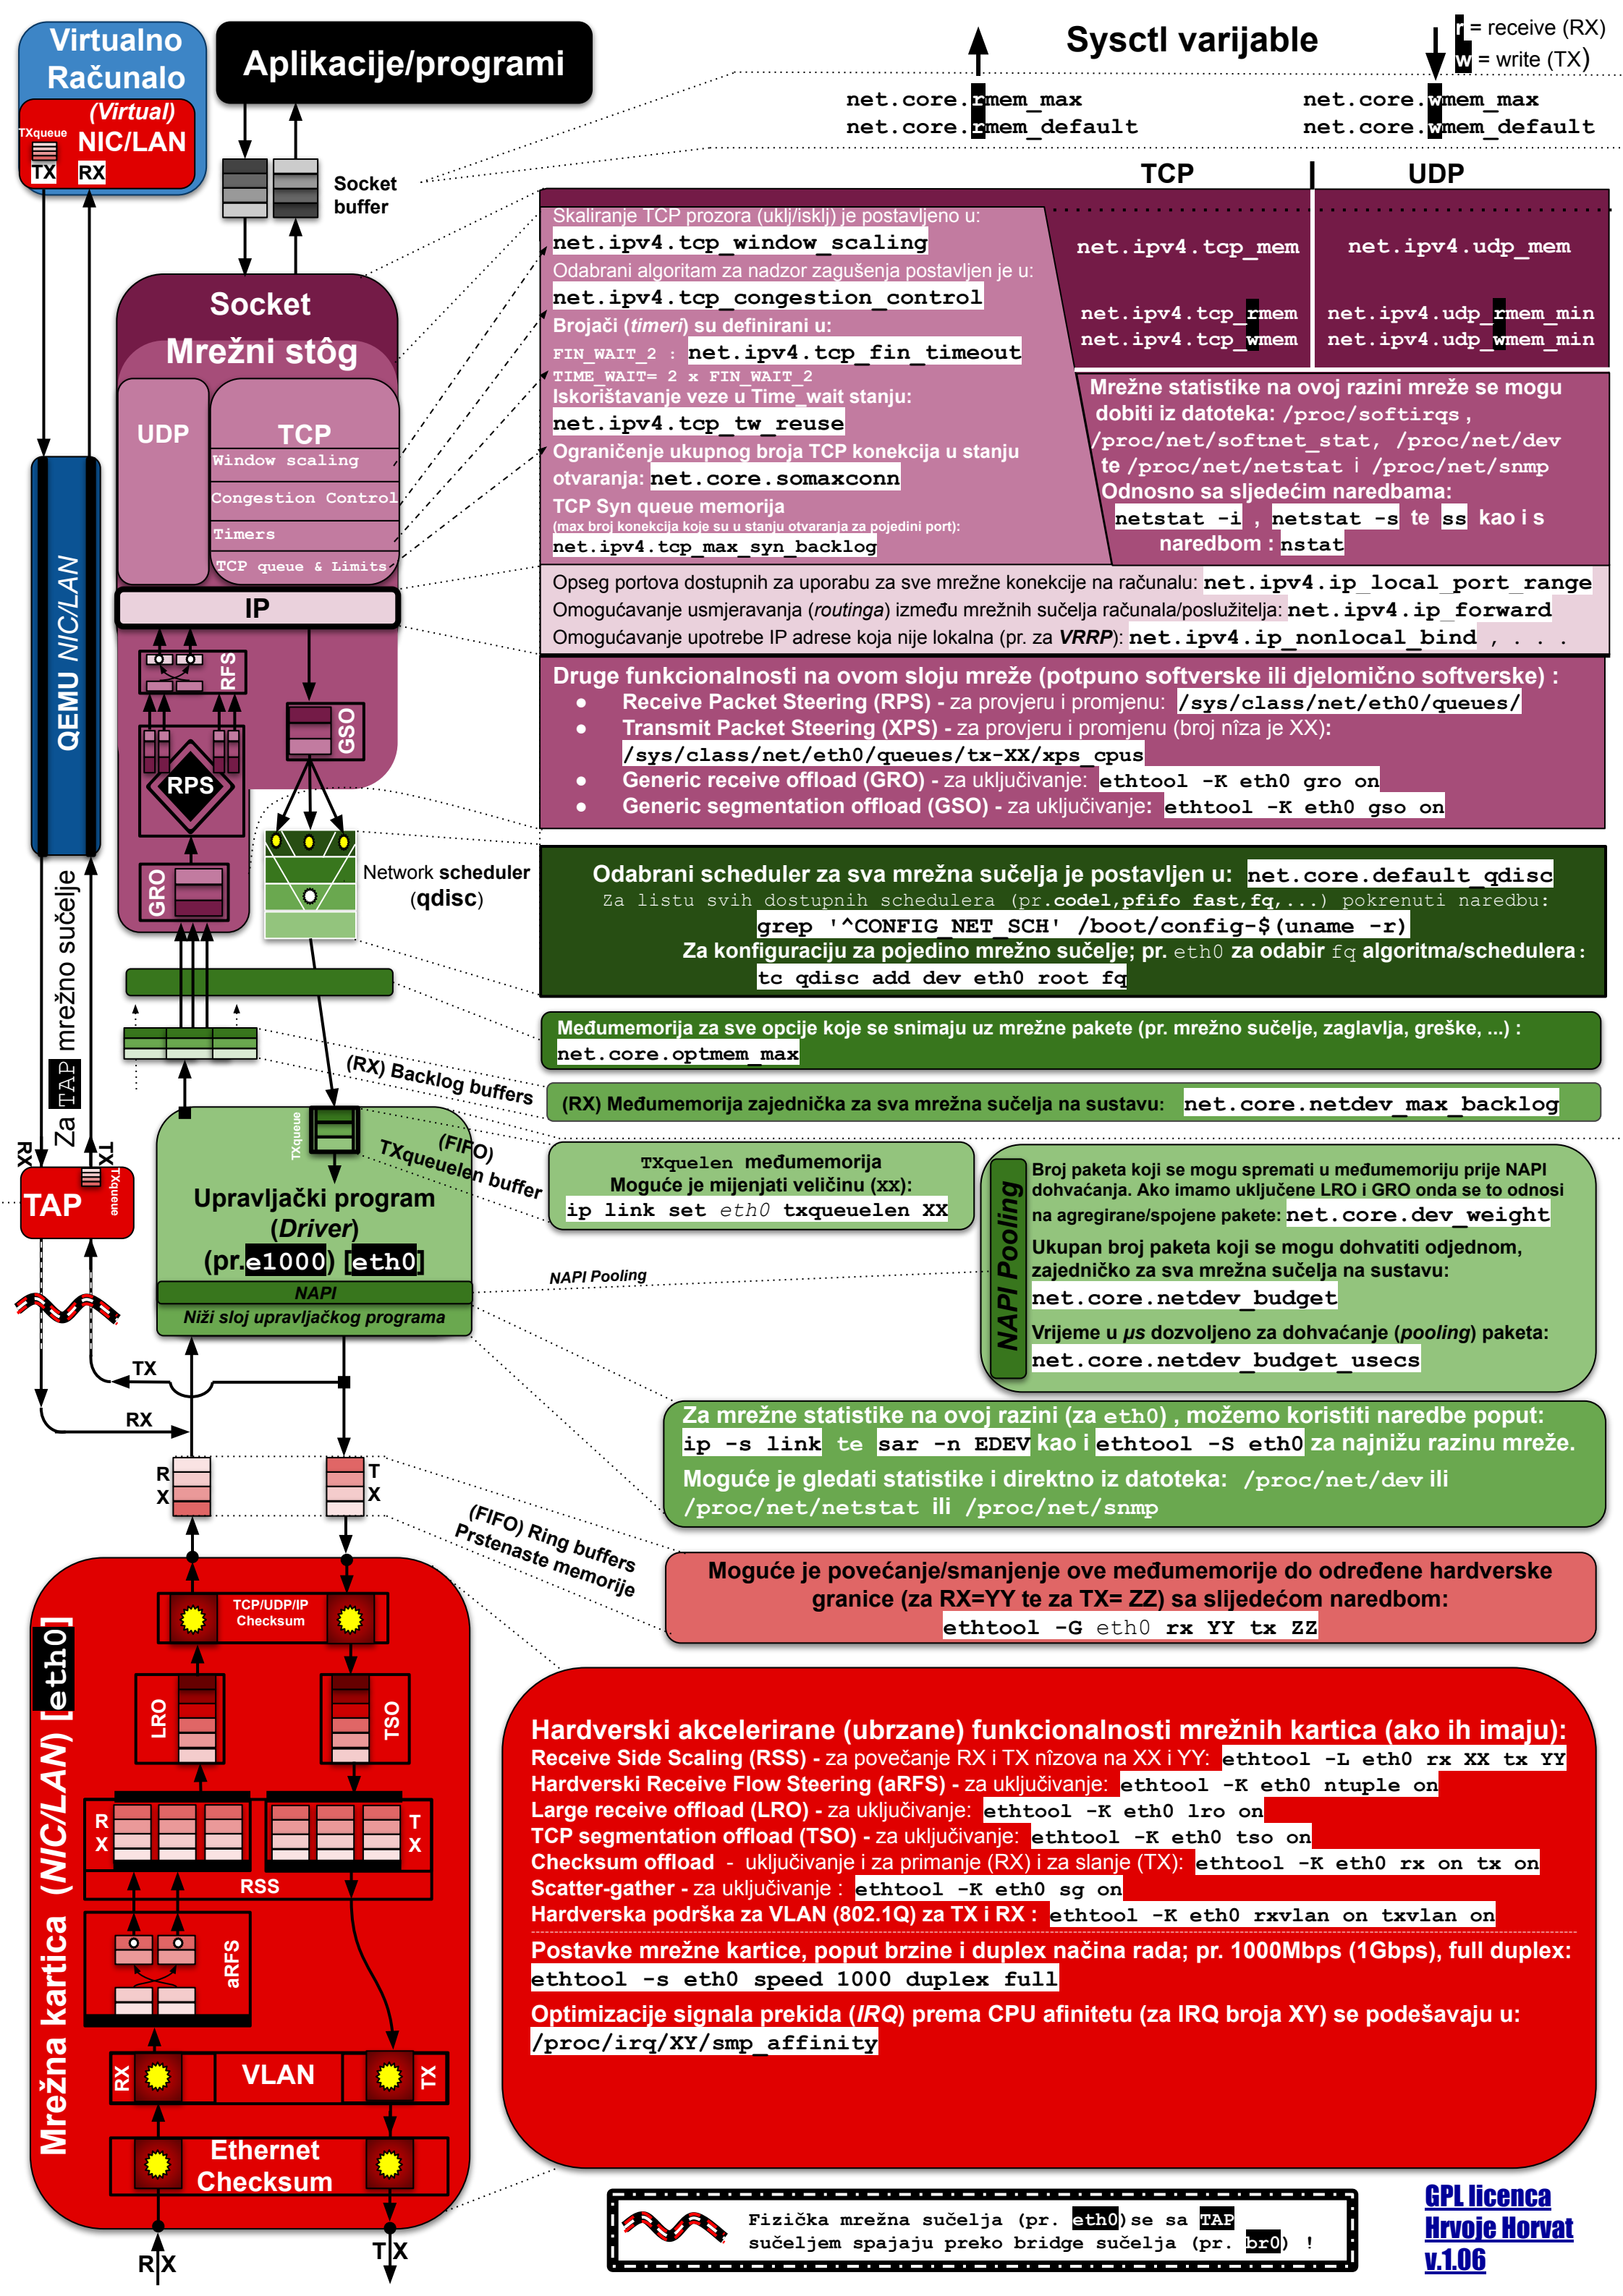 Virtualno
Računalo
(Virtual)
NIC/LAN
TXqueue
TX
RX
Aplikacije/programi
Socket
buffer
Sysctl varijable
r = receive (RX)
w = write (TX)
net.core.rmem_max
net.core.rmem_default
net.core.wmem_max
net.core.wmem_default
TCP
UDP
Skaliranje TCP prozora (uklj/isklj) je postavljeno u:
net.ipv4.tcp_window_scaling
Odabrani algoritam za nadzor zagušenja postavljen je u:
net.ipv4.tcp_congestion_control
Brojači (timeri) su definirani u:
FIN_WAIT_2 : net.ipv4.tcp_fin_timeout
TIME_WAIT= 2 x FIN_WAIT_2
Iskorištavanje veze u Time_wait stanju:
net.ipv4.tcp_tw_reuse
Ograničenje ukupnog broja TCP konekcija u stanju
otvaranja: net.core.somaxconn
TCP Syn queue memorija
(max broj konekcija koje su u stanju otvaranja za pojedini port):
net.ipv4.tcp_max_syn_backlog
net.ipv4.tcp_mem
net.ipv4.udp_mem
net.ipv4.tcp_rmem
net.ipv4.tcp_wmem
net.ipv4.udp_rmem_min
net.ipv4.udp_wmem_min
Mrežne statistike na ovoj razini mreže se mogu
dobiti iz datoteka: /proc/softirqs ,
/proc/net/softnet_stat, /proc/net/dev
te /proc/net/netstat i /proc/net/snmp
Odnosno sa sljedećim naredbama:
netstat -i , netstat -s te ss kao i s
naredbom : nstat
Socket
Mrežni stôg
UDP
TCP
Window scaling
Congestion Control
Timers
TCP queue & Limits
IP
Opseg portova dostupnih za uporabu za sve mrežne konekcije na računalu: net.ipv4.ip_local_port_range
Omogućavanje usmjeravanja (routinga) između mrežnih sučelja računala/poslužitelja: net.ipv4.ip_forward
Omogućavanje upotrebe IP adrese koja nije lokalna (pr. za VRRP): net.ipv4.ip_nonlocal_bind , . . .
RFS
RPS
GSO
GRO
Druge funkcionalnosti na ovom sloju mreže (potpuno softverske ili djelomično softverske) :
● Receive Packet Steering (RPS) - za provjeru i promjenu: /sys/class/net/eth0/queues/
● Transmit Packet Steering (XPS) - za provjeru i promjenu (broj nîza je XX):
/sys/class/net/eth0/queues/tx-XX/xps_cpus
● Generic receive offload (GRO) - za uključivanje: ethtool -K eth0 gro on
● Generic segmentation offload (GSO) - za uključivanje: ethtool -K eth0 gso on
QEMU NIC/LAN
Za TAP mrežno sučelje
Network scheduler
(qdisc)
Odabrani scheduler za sva mrežna sučelja je postavljen u: net.core.default_qdisc
Za listu svih dostupnih schedulera (pr.codel,pfifo fast,fq,...) pokrenuti naredbu:
grep '^CONFIG_NET_SCH' /boot/config-$(uname -r)
Za konfiguraciju za pojedino mrežno sučelje; pr. eth0 za odabir fq algoritma/schedulera:
tc qdisc add dev eth0 root fq
Međumemorija za sve opcije koje se snimaju uz mrežne pakete (pr. mrežno sučelje, zaglavlja, greške, ...) :
net.core.optmem_max
(RX) Backlog buffers
(RX) Međumemorija zajednička za sva mrežna sučelja na sustavu: net.core.netdev_max_backlog
TXqueue
(FIFO)
TXqueuelen buffer
TXquelen međumemorija
Moguće je mijenjati veličinu (XX):
ip link set eth0 txqueuelen XX
RX
TX
TAP
TXqueue
Upravljački program
(Driver)
(pr.e1000) [eth0]
NAPI
Niži sloj upravljačkog programa
NAPI Pooling
NAPI Pooling
Broj paketa koji se mogu spremati u međumemoriju prije NAPI
dohvaćanja. Ako imamo uključene LRO i GRO onda se to odnosi
na agregirane/spojene pakete: net.core.dev_weight
Ukupan broj paketa koji se mogu dohvatiti odjednom,
zajedničko za sva mrežna sučelja na sustavu:
net.core.netdev_budget
Vrijeme u µs dozvoljeno za dohvaćanje (pooling) paketa:
net.core.netdev_budget_usecs
TX
RX
Za mrežne statistike na ovoj razini (za eth0) , možemo koristiti naredbe poput:
ip -s link te sar -n EDEV kao i ethtool -S eth0 za najnižu razinu mreže.
Moguće je gledati statistike i direktno iz datoteka: /proc/net/dev ili
/proc/net/netstat ili /proc/net/snmp
RX
TX
(FIFO) Ring buffers
Prstenaste memorije
Moguće je povećanje/smanjenje ove međumemorije do određene hardverske
granice (za RX=YY te za TX= ZZ) sa slijedećom naredbom:
ethtool -G eth0 rx YY tx ZZ
Mrežna kartica (NIC/LAN) [eth0]
TCP/UDP/IP
Checksum
LRO
TSO
RX
TX
RSS
aRFS
RX
VLAN
TX
Ethernet
Checksum
RX
TX
Hardverski akcelerirane (ubrzane) funkcionalnosti mrežnih kartica (ako ih imaju):
Receive Side Scaling (RSS) - za povečanje RX i TX nîzova na XX i YY: ethtool -L eth0 rx XX tx YY
Hardverski Receive Flow Steering (aRFS) - za uključivanje: ethtool -K eth0 ntuple on
Large receive offload (LRO) - za uključivanje: ethtool -K eth0 lro on
TCP segmentation offload (TSO) - za uključivanje: ethtool -K eth0 tso on
Checksum offload - uključivanje i za primanje (RX) i za slanje (TX): ethtool -K eth0 rx on tx on
Scatter-gather - za uključivanje : ethtool -K eth0 sg on
Hardverska podrška za VLAN (802.1Q) za TX i RX : ethtool -K eth0 rxvlan on txvlan on
Postavke mrežne kartice, poput brzine i duplex načina rada; pr. 1000Mbps (1Gbps), full duplex:
ethtool -s eth0 speed 1000 duplex full
Optimizacije signala prekida (IRQ) prema CPU afinitetu (za IRQ broja XY) se podešavaju u:
/proc/irq/XY/smp_affinity
Fizička mrežna sučelja (pr. eth0)se sa TAP
sučeljem spajaju preko bridge sučelja (pr. br0) !
GPL licenca
Hrvoje Horvat
v.1.06